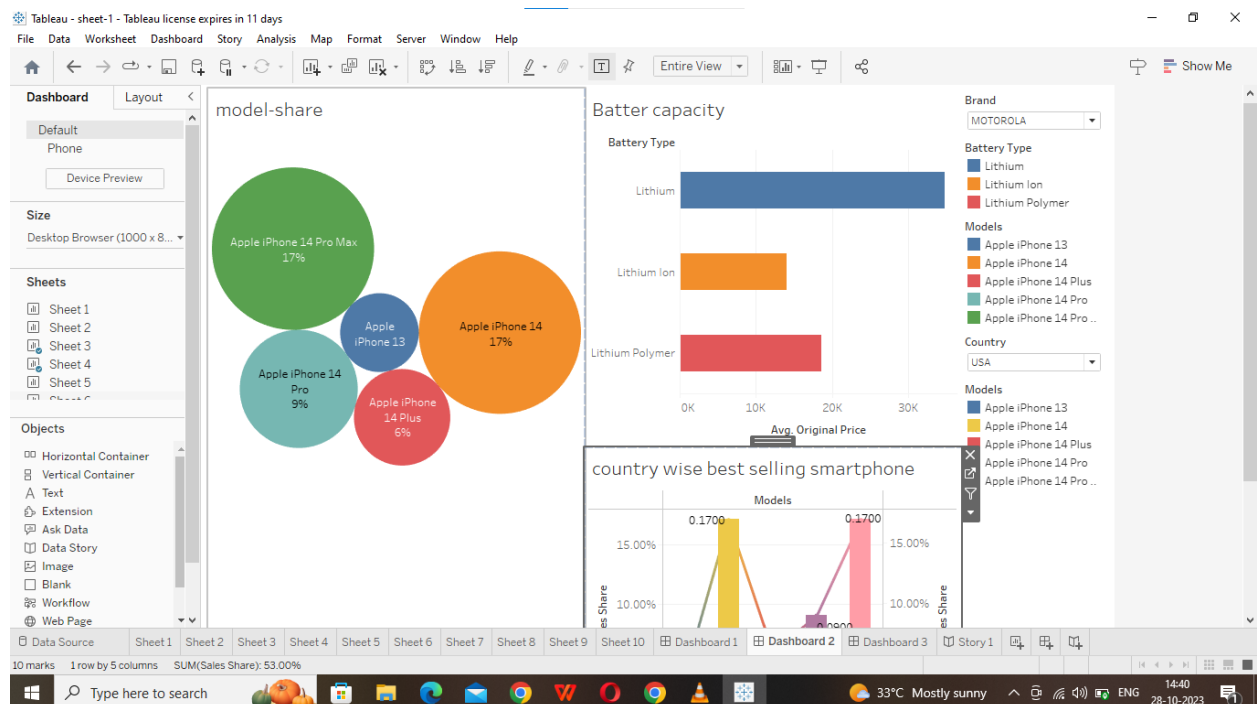 Tableau - sheet-1 - Tableau license expires in 11 days
File Data Worksheet Dashboard Story Analysis Map Format Server Window Help
Entire View
Show Me
Dashboard Layout
Default
Phone
Device Preview
Size
Desktop Browser (1000 x 8...
Sheets
Sheet 1
Sheet 2
Sheet 3
Sheet 4
Sheet 5
Objects
Horizontal Container
Vertical Container
A Text
Extension
Ask Data
Data Story
Image
Blank
Workflow
Web Page
model-share
Apple iPhone 14 Pro Max
17%
Apple
iPhone 13
Apple iPhone 14
17%
Apple iPhone 14
Pro
9%
Apple iPhone
14 Plus
6%
Batter capacity
Battery Type
Lithium
Lithium Ion
Lithium Polymer
0K 10K 20K 30K
Avg. Original Price
country wise best selling smartphone
Models
0.1700 0.1700
15.00% 15.00%
10.00% 10.00%
0.0900
es Share
es Share
Brand
MOTOROLA
Battery Type
Lithium
Lithium Ion
Lithium Polymer
Models
Apple iPhone 13
Apple iPhone 14
Apple iPhone 14 Plus
Apple iPhone 14 Pro
Apple iPhone 14 Pro ..
Country
USA
Models
Apple iPhone 13
Apple iPhone 14
Apple iPhone 14 Plus
Apple iPhone 14 Pro
Apple iPhone 14 Pro ..
Data Source Sheet 1 Sheet 2 Sheet 3 Sheet 4 Sheet 5 Sheet 6 Sheet 7 Sheet 8 Sheet 9 Sheet 10 Dashboard 1 Dashboard 2 Dashboard 3 Story 1
10 marks 1 row by 5 columns SUM(Sales Share): 53.00%
Type here to search
33°C Mostly sunny
ENG
14:40
28-10-2023
1